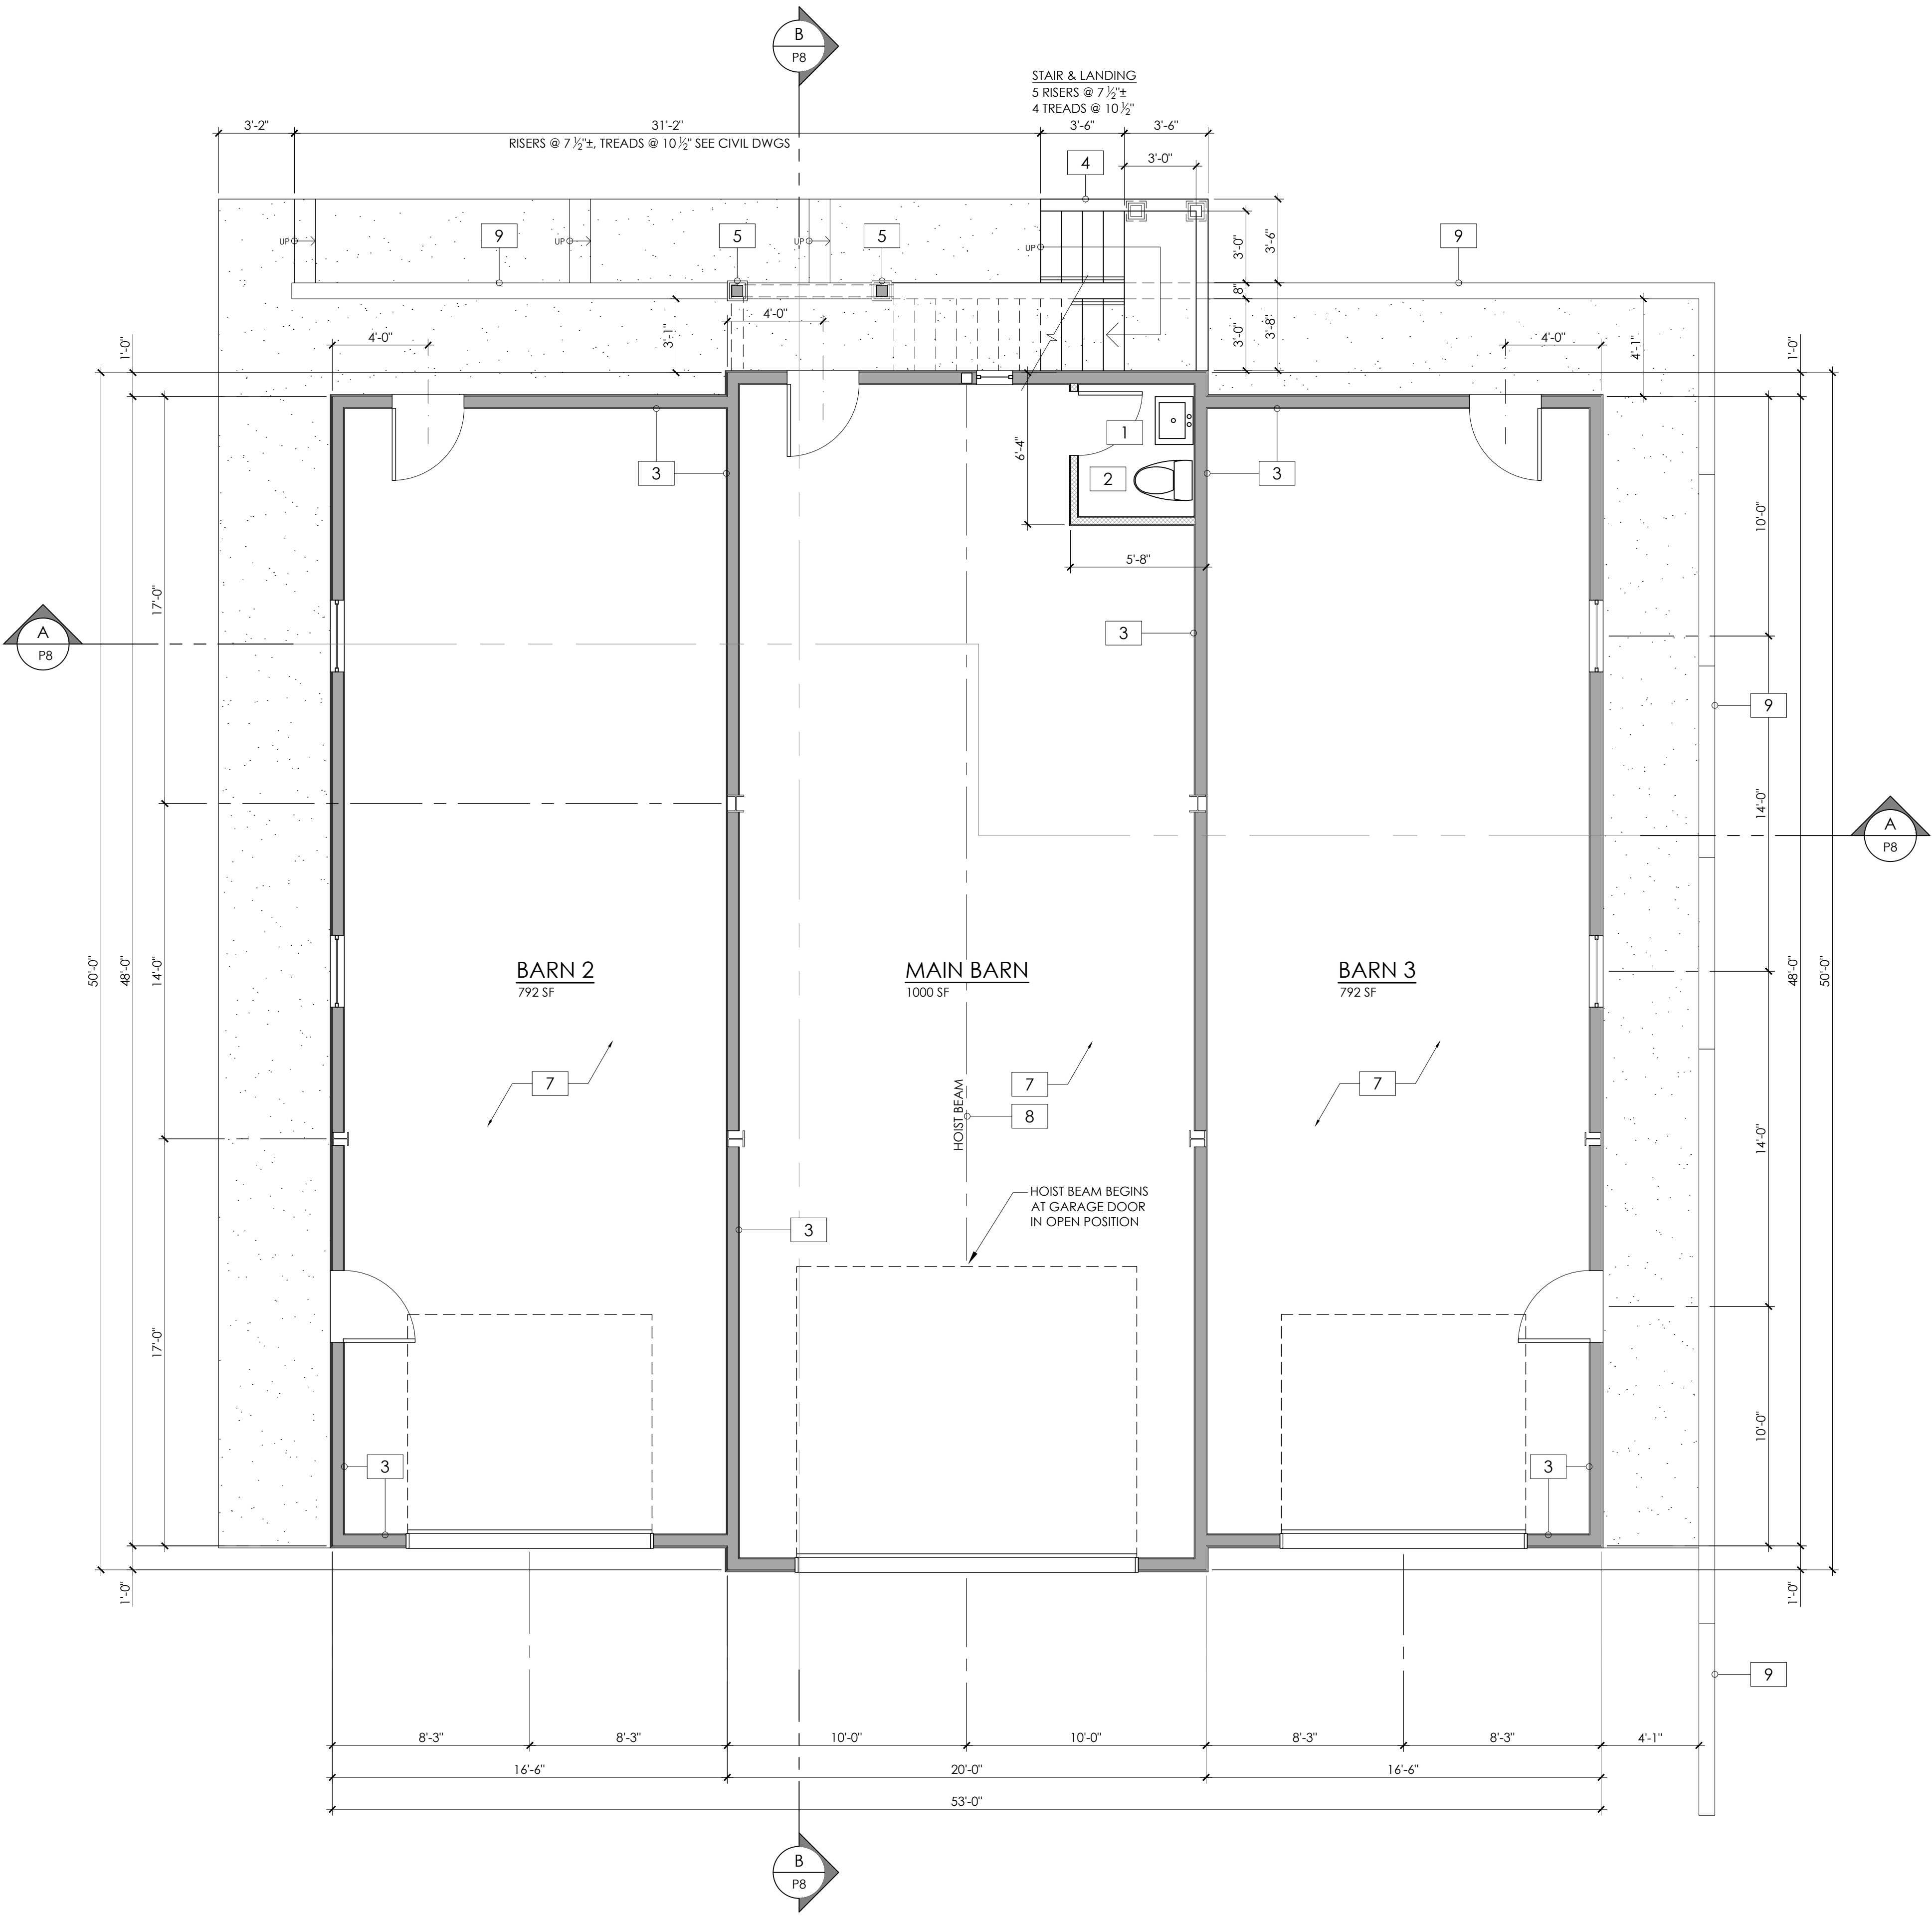 B
P8
STAIR & LANDING
5 RISERS @ 7 ½"±
4 TREADS @ 10 ½"
3'-2"
31'-2"
3'-6"
3'-6"
RISERS @ 7 ½"±, TREADS @ 10 ½" SEE CIVIL DWGS
4
3'-0"
UP
9
UP
5
UP
5
UP
3'-0"
3'-6"
9
8"
3'-0"
3'-8"
4'-0"
3'-1"
4'-0"
4'-0"
4'-1"
1'-0"
1'-0"
1
2
6'-4"
3
3
5'-8"
10'-0"
17'-0"
A
P8
3
9
14'-0"
A
P8
50'-0"
48'-0"
14'-0"
BARN 2
792 SF
MAIN BARN
1000 SF
BARN 3
792 SF
48'-0"
50'-0"
7
7
7
8
HOIST BEAM
14'-0"
HOIST BEAM BEGINS
AT GARAGE DOOR
IN OPEN POSITION
3
17'-0"
10'-0"
3
3
1'-0"
1'-0"
9
8'-3"
8'-3"
10'-0"
10'-0"
8'-3"
8'-3"
4'-1"
16'-6"
20'-0"
16'-6"
53'-0"
B
P8